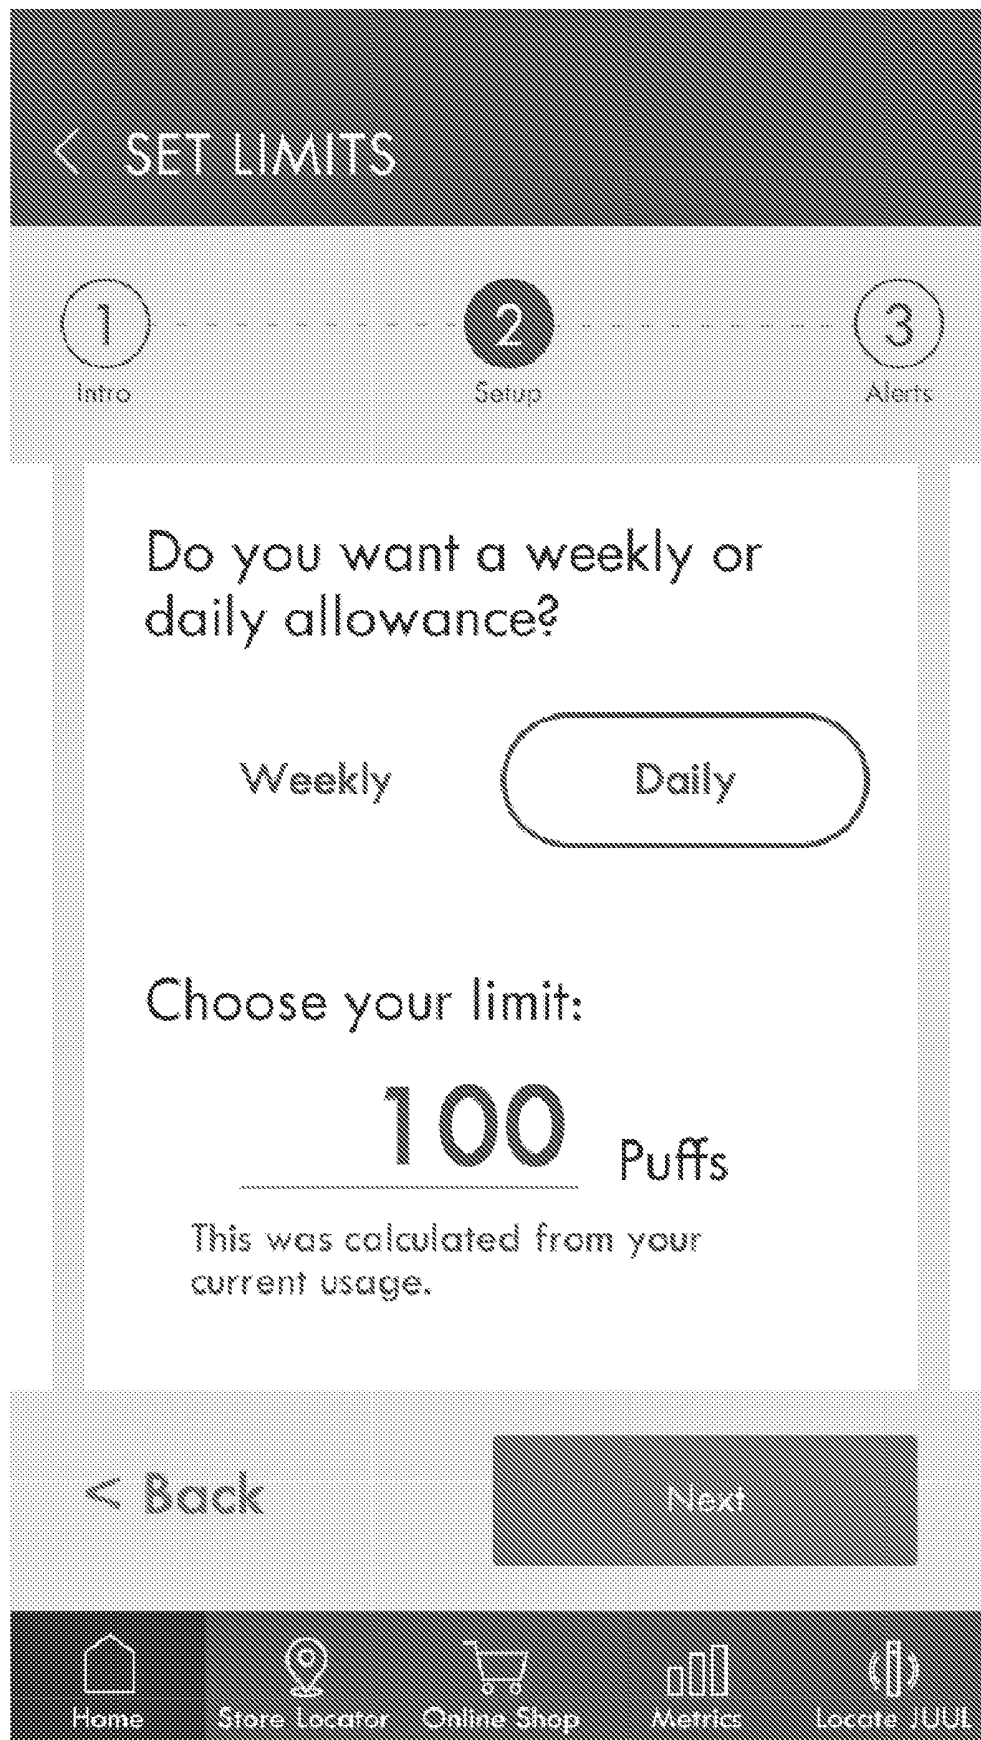 < SET LIMITS
1 2 3
Intro Setup Alerts
Do you want a weekly or
daily allowance?
Weekly Daily
Choose your limit:
100 Puffs
This was calculated from your
current usage.
< Back Next
Home Store Locator Online Shop Metrics Locate JUUL